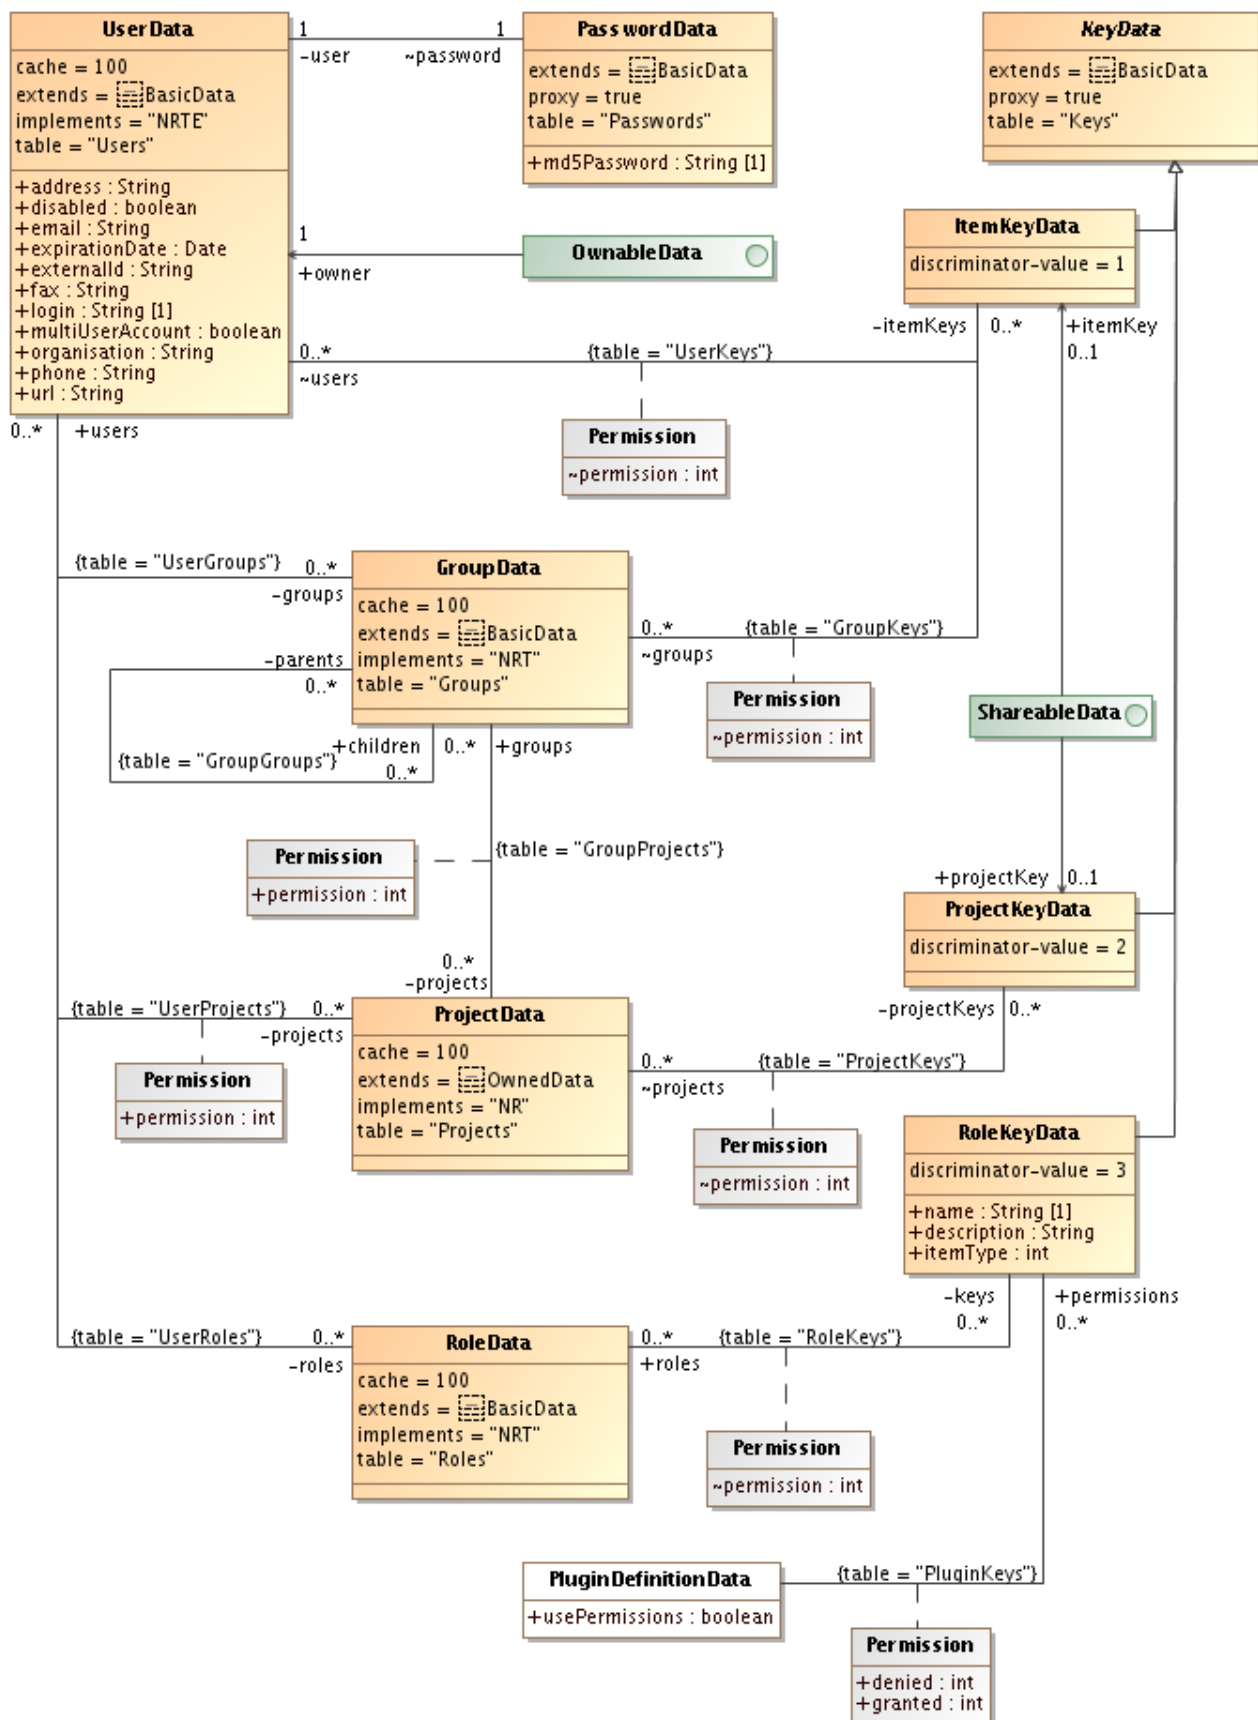 UserData
cache = 100
extends = BasicData
implements = "NRTE"
table = "Users"
+address : String
+disabled : boolean
+email : String
+expirationDate : Date
+externalId : String
+fax : String
+login : String [1]
+multiUserAccount : boolean
+organisation : String
+phone : String
+url : String
1
-user
1
~password
PasswordData
extends = BasicData
proxy = true
table = "Passwords"
+md5Password : String [1]
KeyData
extends = BasicData
proxy = true
table = "Keys"
1
+owner
OwnableData
ItemKeyData
discriminator-value = 1
-itemKeys
0..*
+itemKey
0..1
0..*
~users
{table = "UserKeys"}
Permission
~permission : int
0..*
+users
{table = "UserGroups"}
0..*
-groups
GroupData
cache = 100
extends = BasicData
implements = "NRT"
table = "Groups"
-parents
0..*
+children
0..*
{table = "GroupGroups"}
0..*
+groups
0..*
~groups
{table = "GroupKeys"}
Permission
~permission : int
ShareableData
Permission
+permission : int
{table = "GroupProjects"}
+projectKey
0..1
ProjectKeyData
discriminator-value = 2
0..*
-projects
-projectKeys
0..*
{table = "UserProjects"}
0..*
-projects
Permission
+permission : int
ProjectData
cache = 100
extends = OwnedData
implements = "NR"
table = "Projects"
0..*
~projects
{table = "ProjectKeys"}
Permission
~permission : int
RoleKeyData
discriminator-value = 3
+name : String [1]
+description : String
+itemType : int
-keys
0..*
+permissions
0..*
{table = "UserRoles"}
0..*
-roles
RoleData
cache = 100
extends = BasicData
implements = "NRT"
table = "Roles"
0..*
+roles
{table = "RoleKeys"}
Permission
~permission : int
PluginDefinitionData
+usePermissions : boolean
{table = "PluginKeys"}
Permission
+denied : int
+granted : int